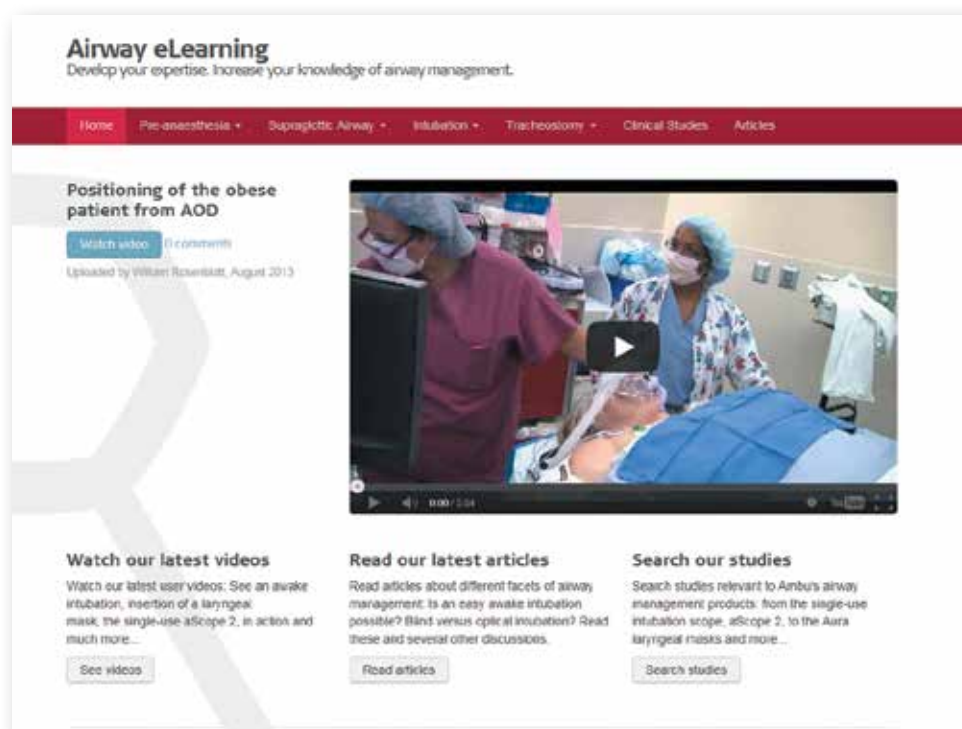 Airway eLearning
Develop your expertise. Increase your knowledge of airway management.
Home Pre-anaesthesia Supraglottic Airway Intubation Tracheostomy Clinical Studies Articles
Positioning of the obese
patient from AOD
Watch video 0 comments
Uploaded by William Rosenblatt, August 2013
0:00
YouTube
Watch our latest videos
Watch our latest user videos: See an awake
intubation, insertion of a laryngeal
mask, the single-use aScope 2, in action and
much more...
See videos
Read our latest articles
Read articles about different facets of airway
management: Is an easy awake intubation
possible? Blind versus optical intubation? Read
these and several other discussions.
Read articles
Search our studies
Search studies relevant to Ambu's airway
management products: from the single-use
intubation scope, aScope 2, to the Aura
laryngeal masks and more...
Search studies